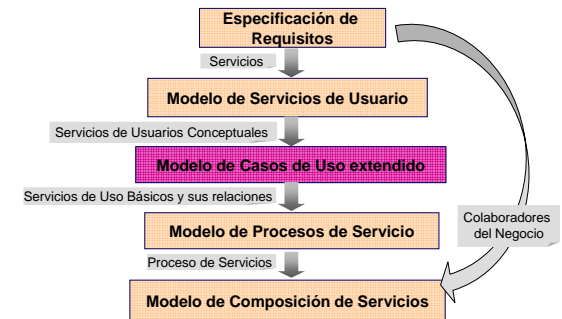 Especificación de
Requisitos
Servicios
Modelo de Servicios de Usuario
Servicios de Usuarios Conceptuales
Modelo de Casos de Uso extendido
Servicios de Uso Básicos y sus relaciones
Colaboradores
del Negocio
Modelo de Procesos de Servicio
Proceso de Servicios
Modelo de Composición de Servicios